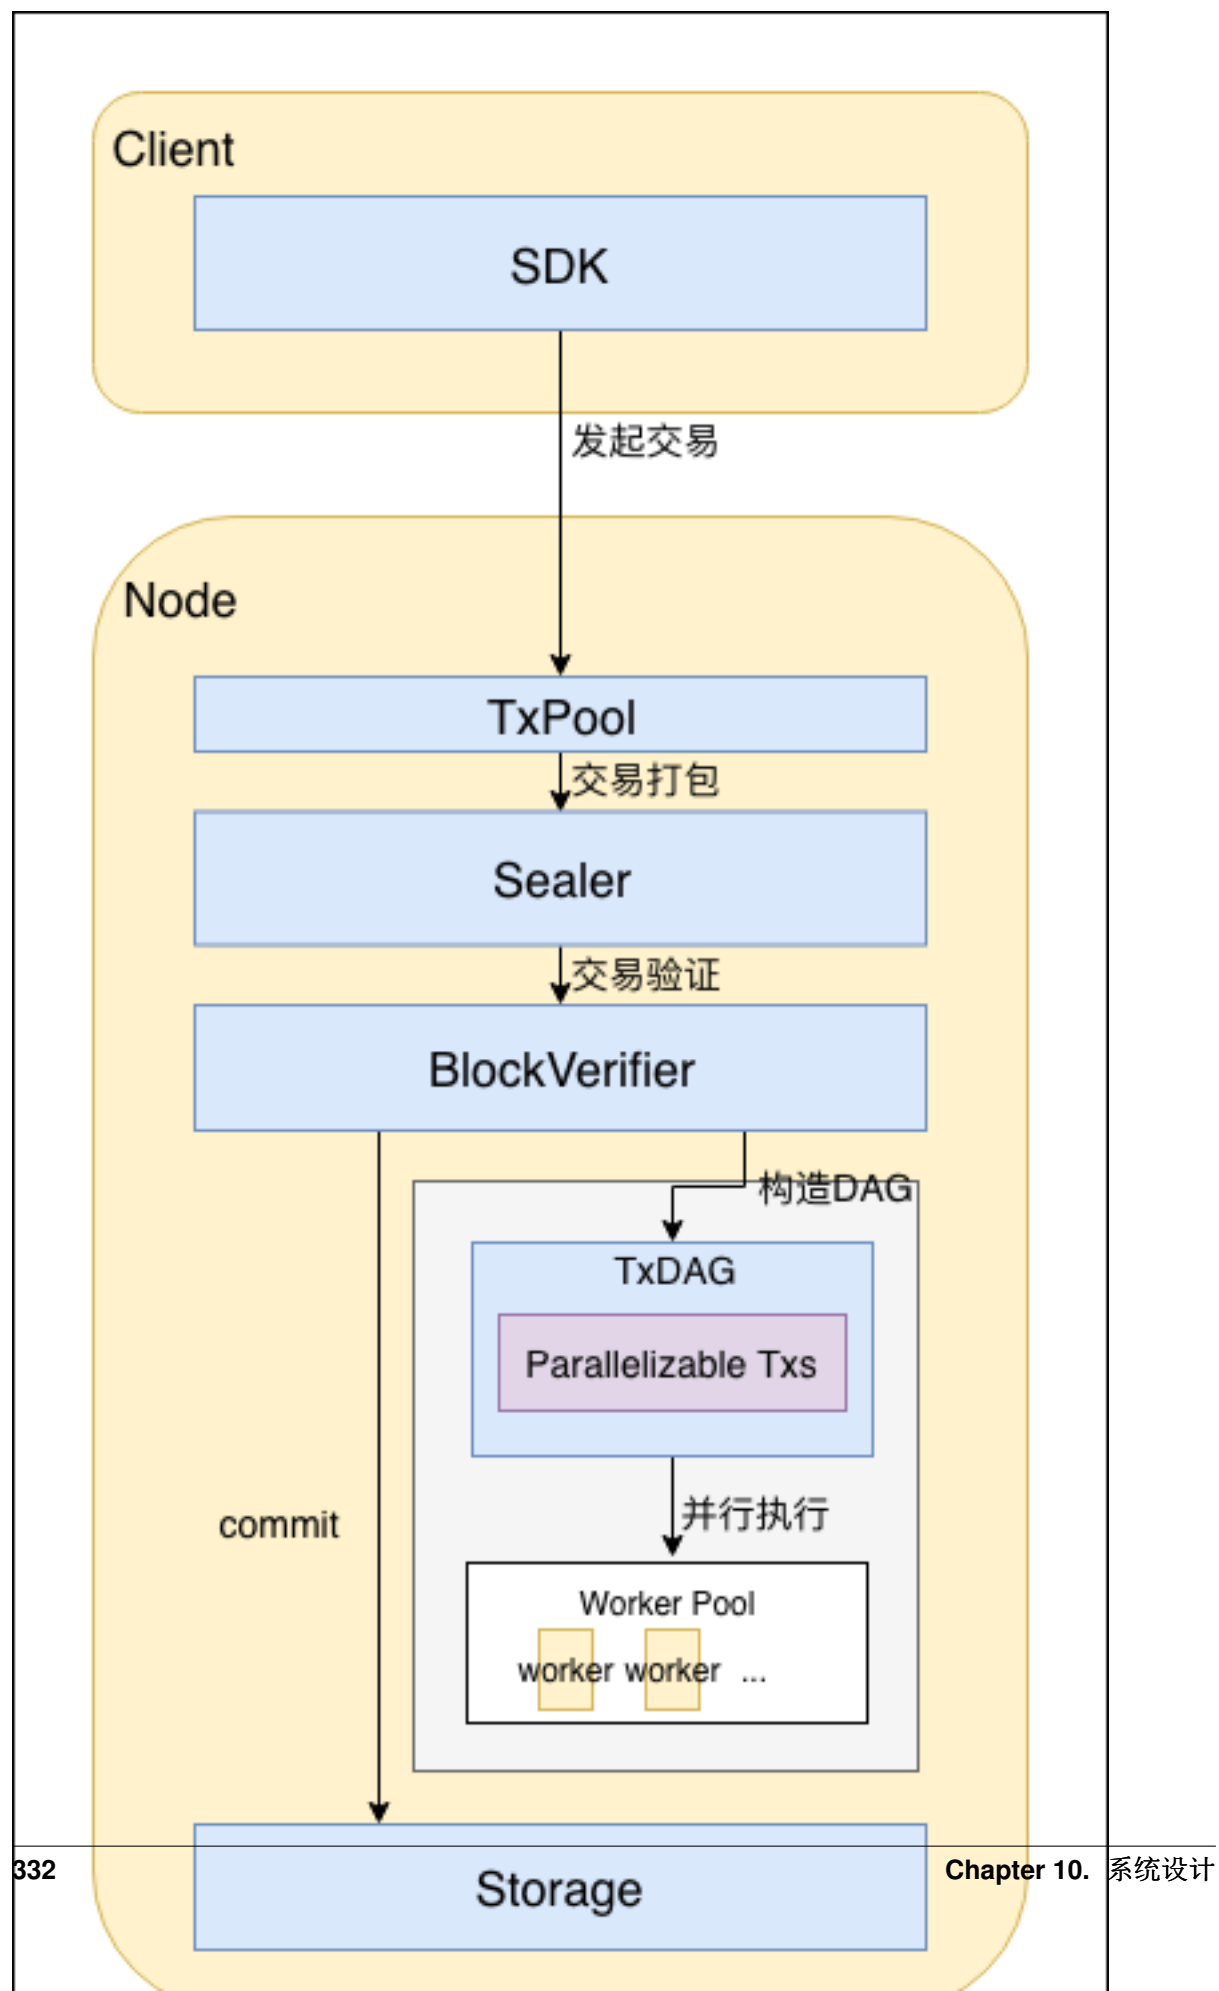 Client
SDK
发起交易
Node
TxPool
交易打包
Sealer
交易验证
BlockVerifier
构造DAG
TxDAG
Parallelizable Txs
并行执行
commit
Worker Pool
worker worker ...
332 Chapter 10. 系统设计
Storage